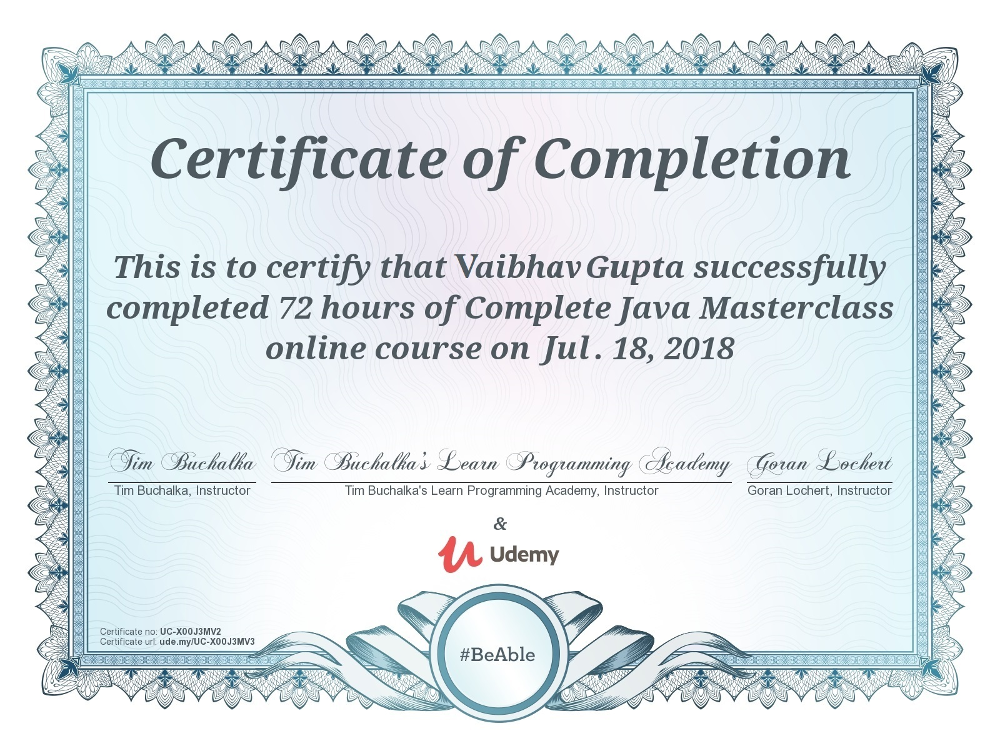 Certificate of Completion
This is to certify that Vaibhav Gupta successfully
completed 72 hours of Complete Java Masterclass
online course on Jul . 18, 2018
Tim Buchalka Tim Buchalka's Learn Programming Academy Goran Lochert
Tim Buchalka, Instructor Tim Buchalka's Learn Programming Academy, Instructor Goran Lochert, Instructor
&
Udemy
Certificate no: UC-X00J3MV2
Certificate url: ude.my/UC-X00J3MV3
#BeAble